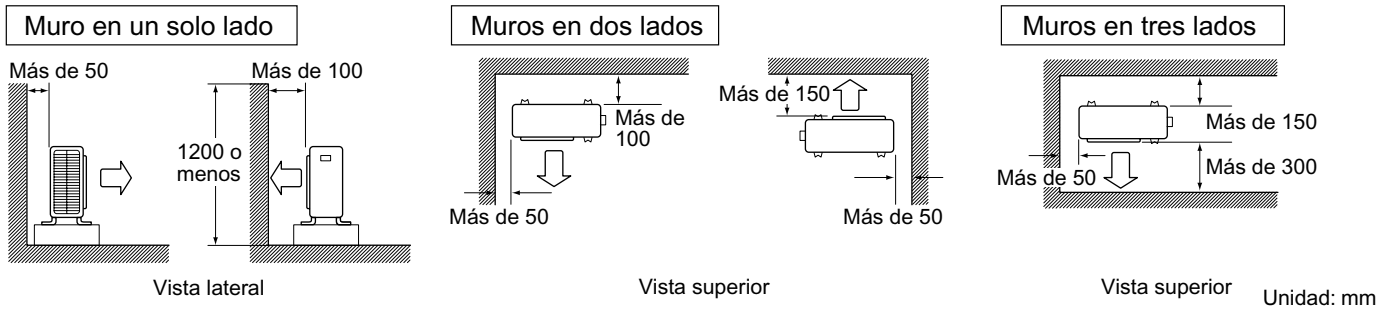 Muro en un solo lado
Más de 50
Más de 100
1200 o
menos
Vista lateral
Muros en dos lados
Más de
100
Más de 50
Más de 150
Más de 50
Vista superior
Muros en tres lados
Más de 150
Más de 300
Más de 50
Vista superior
Unidad: mm